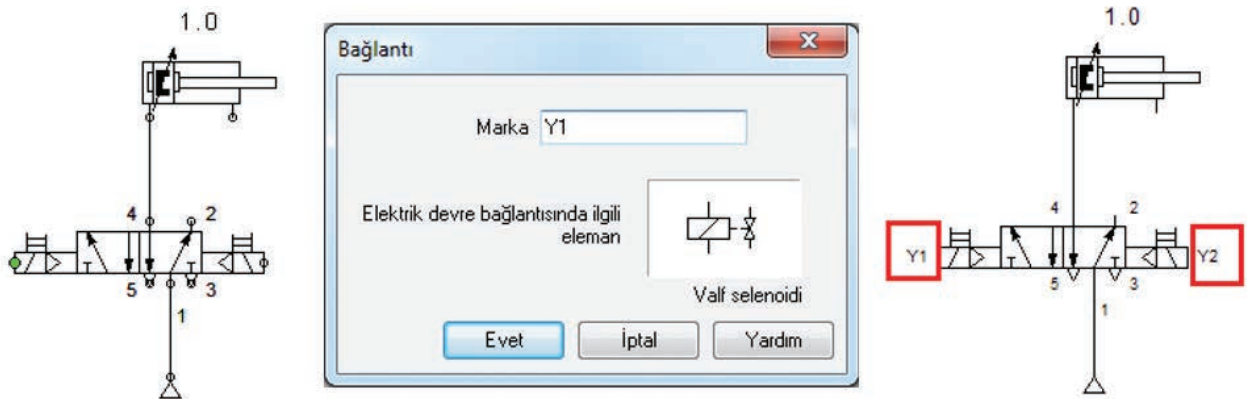 1.0
4
2
5
3
1
Bağlantı
Marka Y1
Elektrik devre bağlantısında ilgili
eleman
Valf selenoidi
Evet
İptal
Yardım
1.0
4
2
Y1
Y2
5
3
1